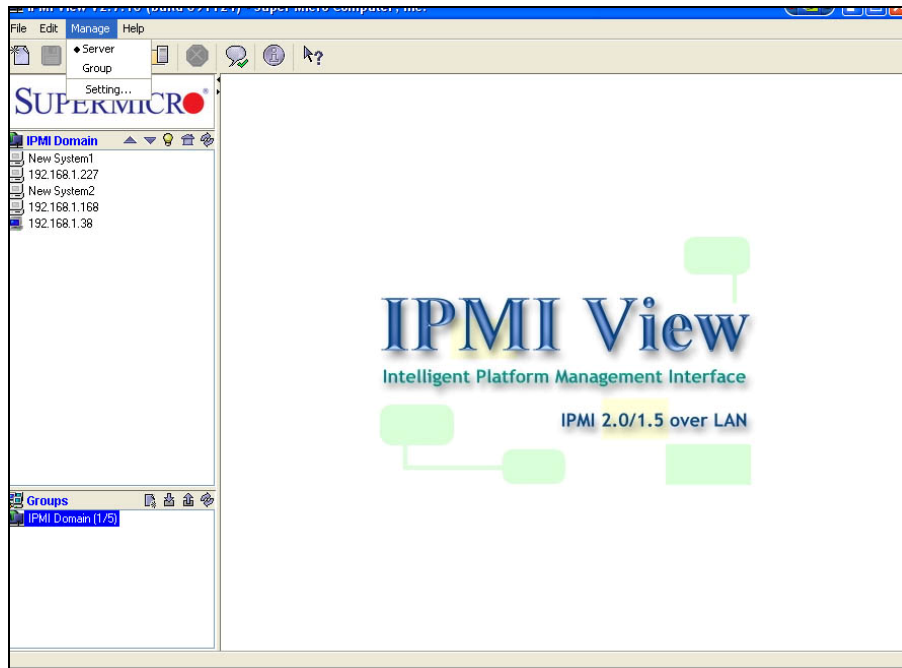 File Edit Manage Help
Server
Group
Setting...
SUPERMICRO
IPMI Domain
New System1
192.168.1.227
New System2
192.168.1.168
192.168.1.38
IPMI View
Intelligent Platform Management Interface
IPMI 2.0/1.5 over LAN
Groups
IPMI Domain (1/5)